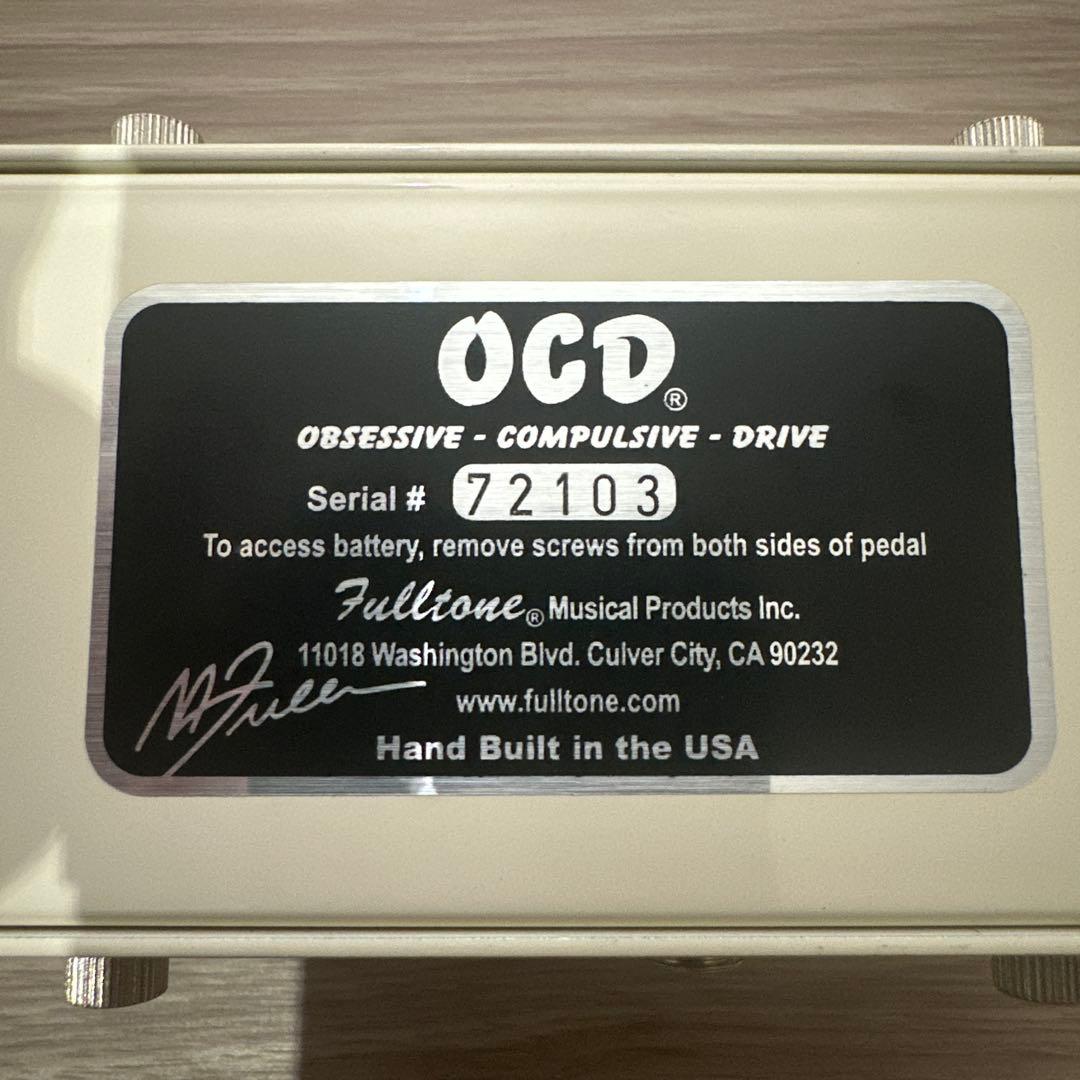 OCD®
OBSESSIVE - COMPULSIVE - DRIVE
Serial # 72103
To access battery, remove screws from both sides of pedal
Fulltone® Musical Products Inc.
11018 Washington Blvd. Culver City, CA 90232
M Fuller
www.fulltone.com
Hand Built in the USA